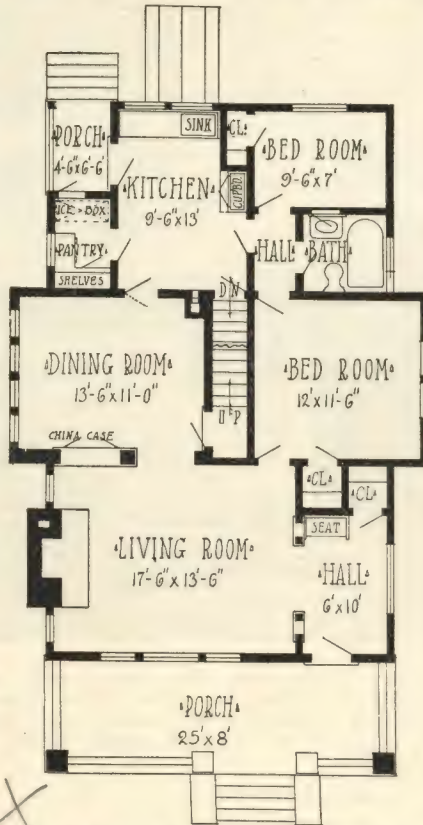 SINK
PORCH
4'-6"x6'-6"
CL.
BED ROOM
9'-6"x7'
KITCHEN
9'-6"x13'
CUPBD.
ICE-BOX
PANTRY
SHELVES
HALL
BATH
DN
DINING ROOM
13'-6"x11'-0"
BED ROOM
12'x11'-6"
UP
CHINA CASE
CL.
CL.
SEAT
LIVING ROOM
17'-6"x13'-6"
HALL
6'x10'
PORCH
25'x8'